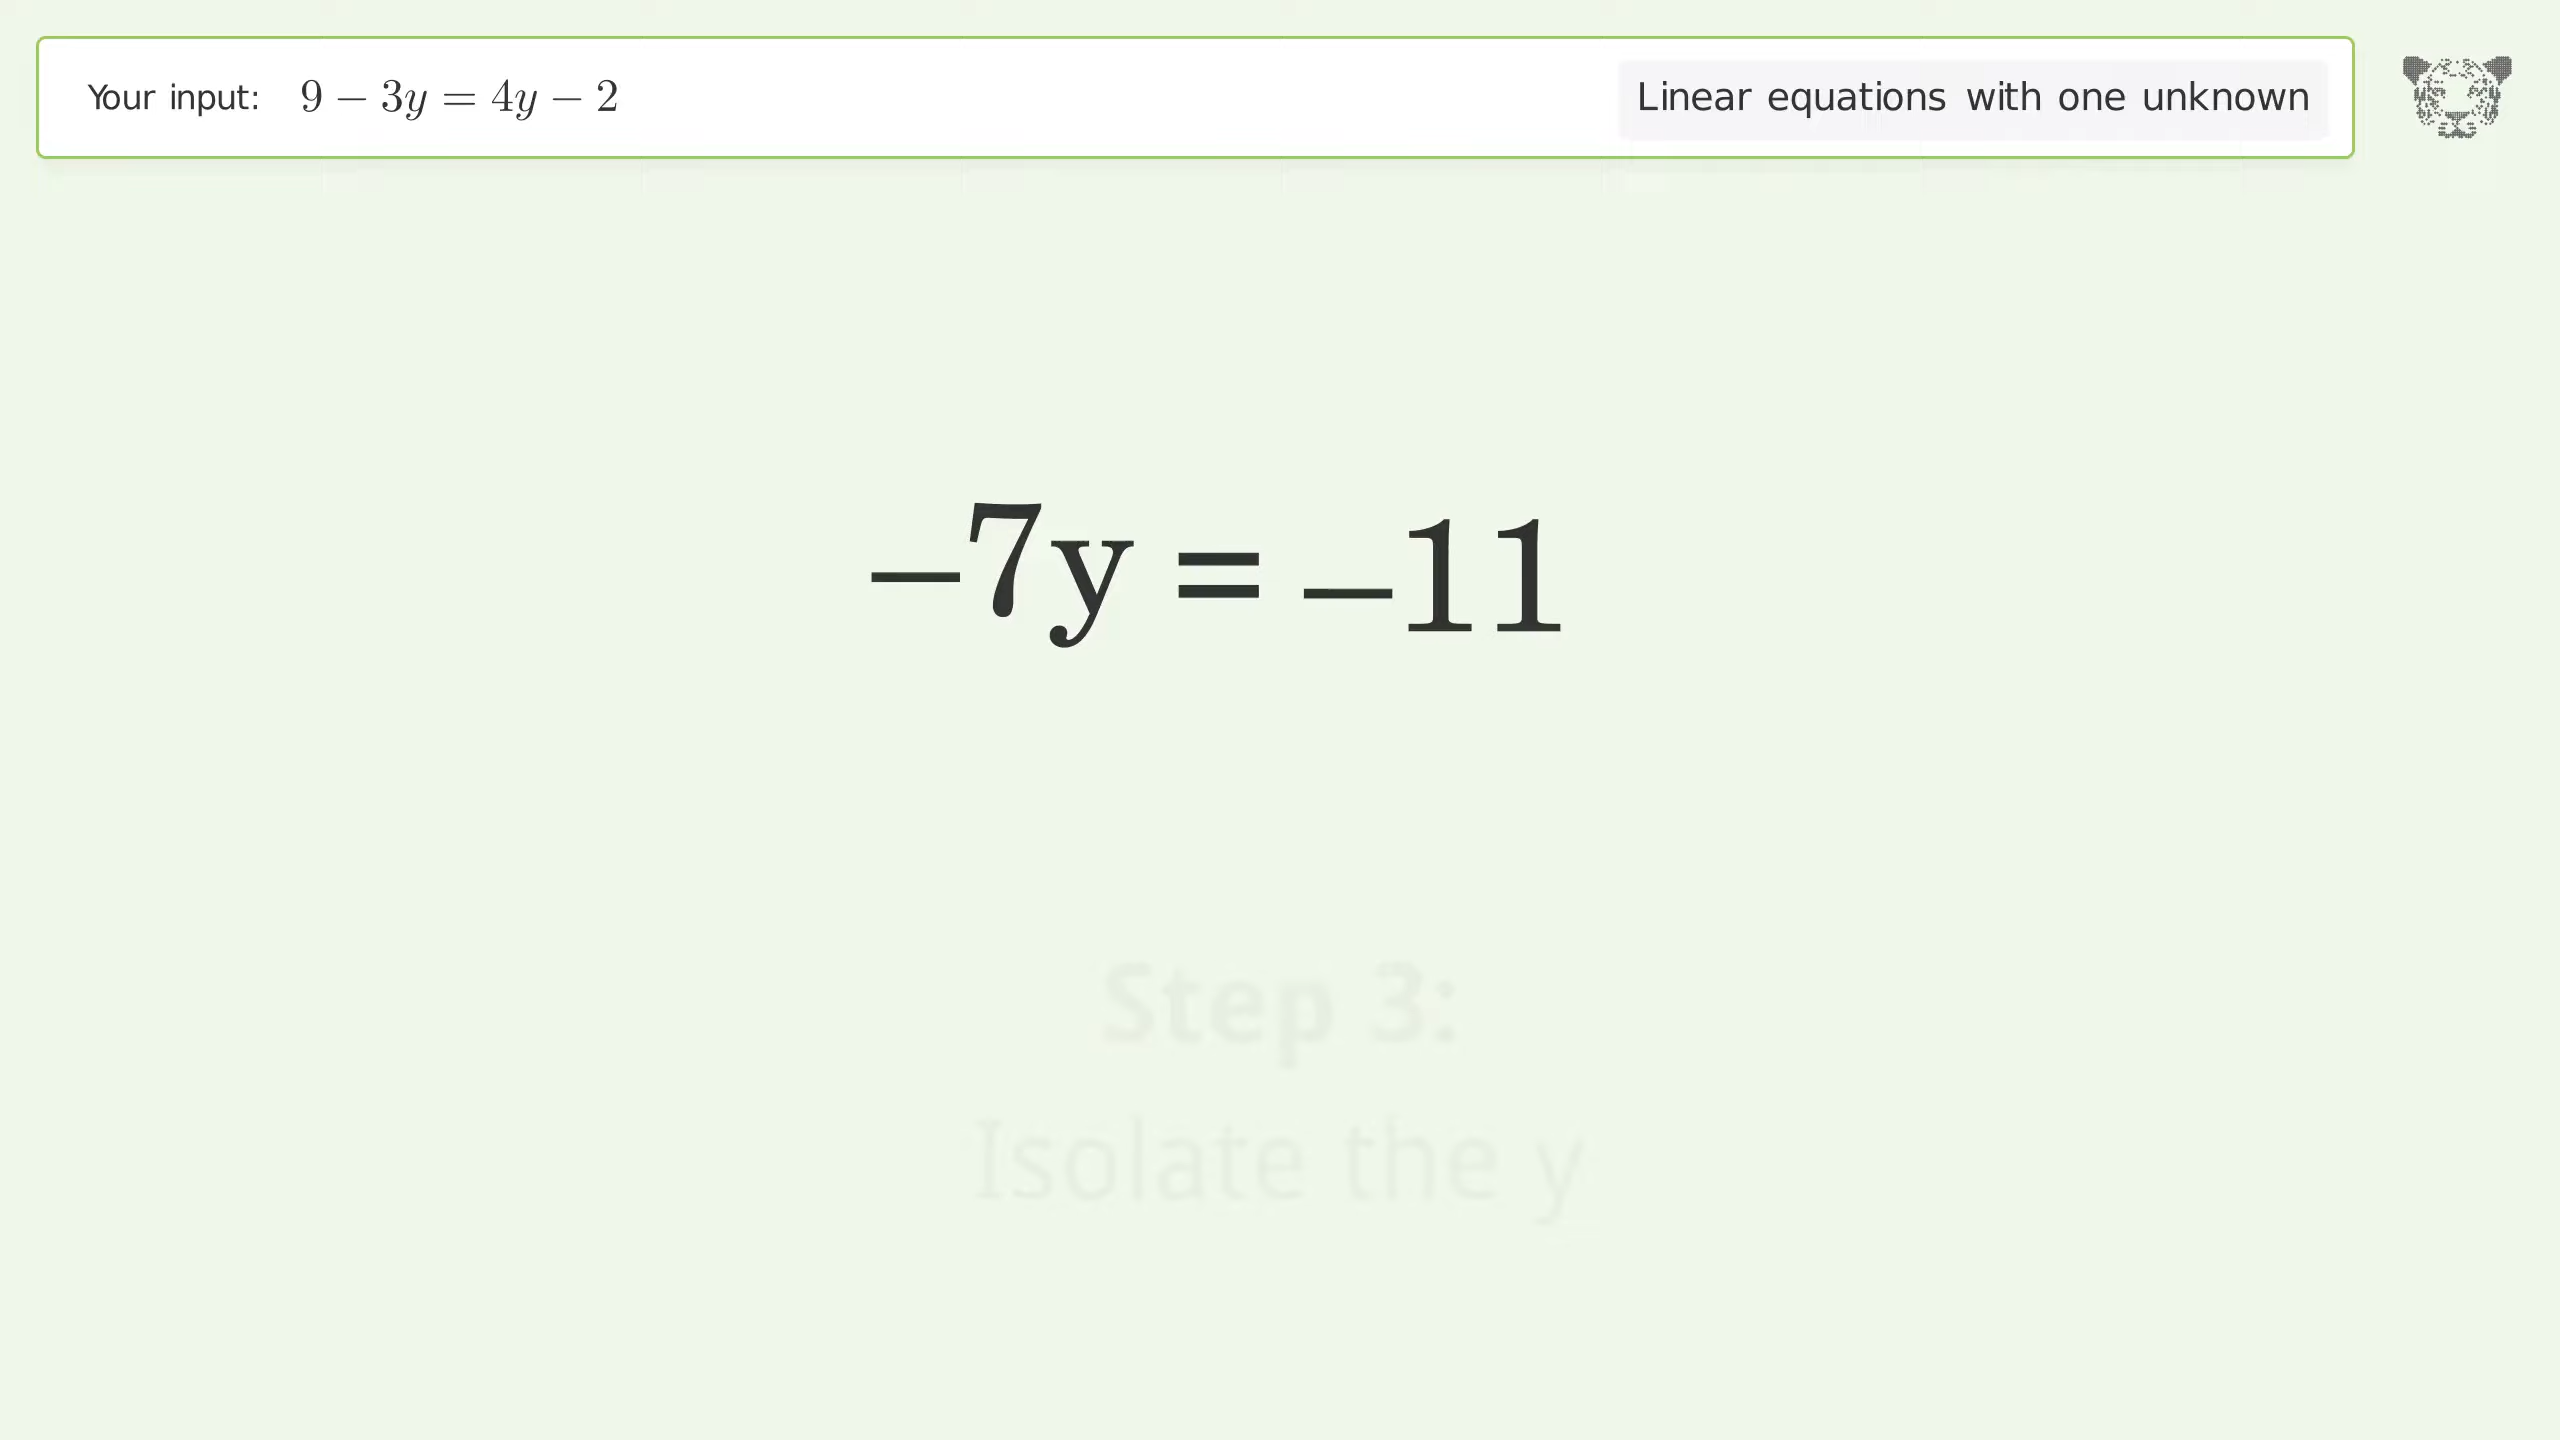 Your input: 9 − 3y = 4y − 2
Linear equations with one unknown
−7y = −11
Step 3:
Isolate the y